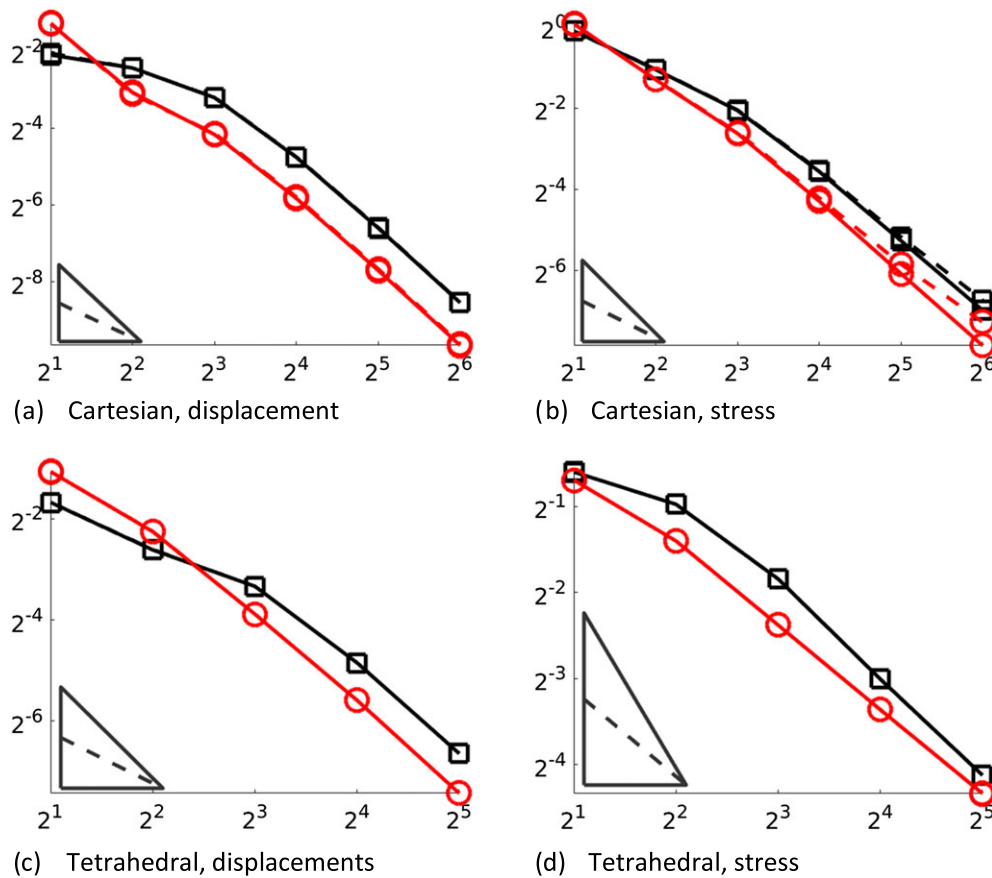 2^-2
2^-4
2^-6
2^-8
2^1 2^2 2^3 2^4 2^5 2^6
(a) Cartesian, displacement
2^0
2^-2
2^-4
2^-6
2^1 2^2 2^3 2^4 2^5 2^6
(b) Cartesian, stress
2^-2
2^-4
2^-6
2^1 2^2 2^3 2^4 2^5
(c) Tetrahedral, displacements
2^-1
2^-2
2^-3
2^-4
2^1 2^2 2^3 2^4 2^5
(d) Tetrahedral, stress